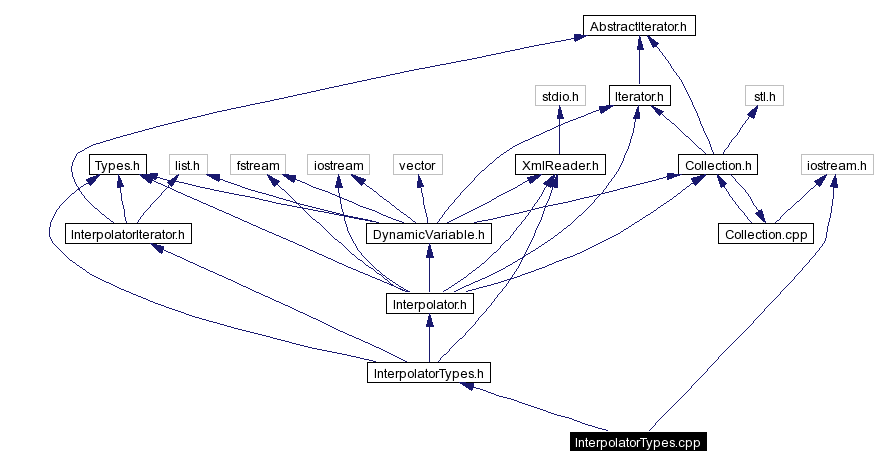 AbstractIterator.h
stdio.h
Iterator.h
stl.h
Types.h
list.h
fstream
iostream
vector
XmlReader.h
Collection.h
iostream.h
InterpolatorIterator.h
DynamicVariable.h
Collection.cpp
Interpolator.h
InterpolatorTypes.h
InterpolatorTypes.cpp